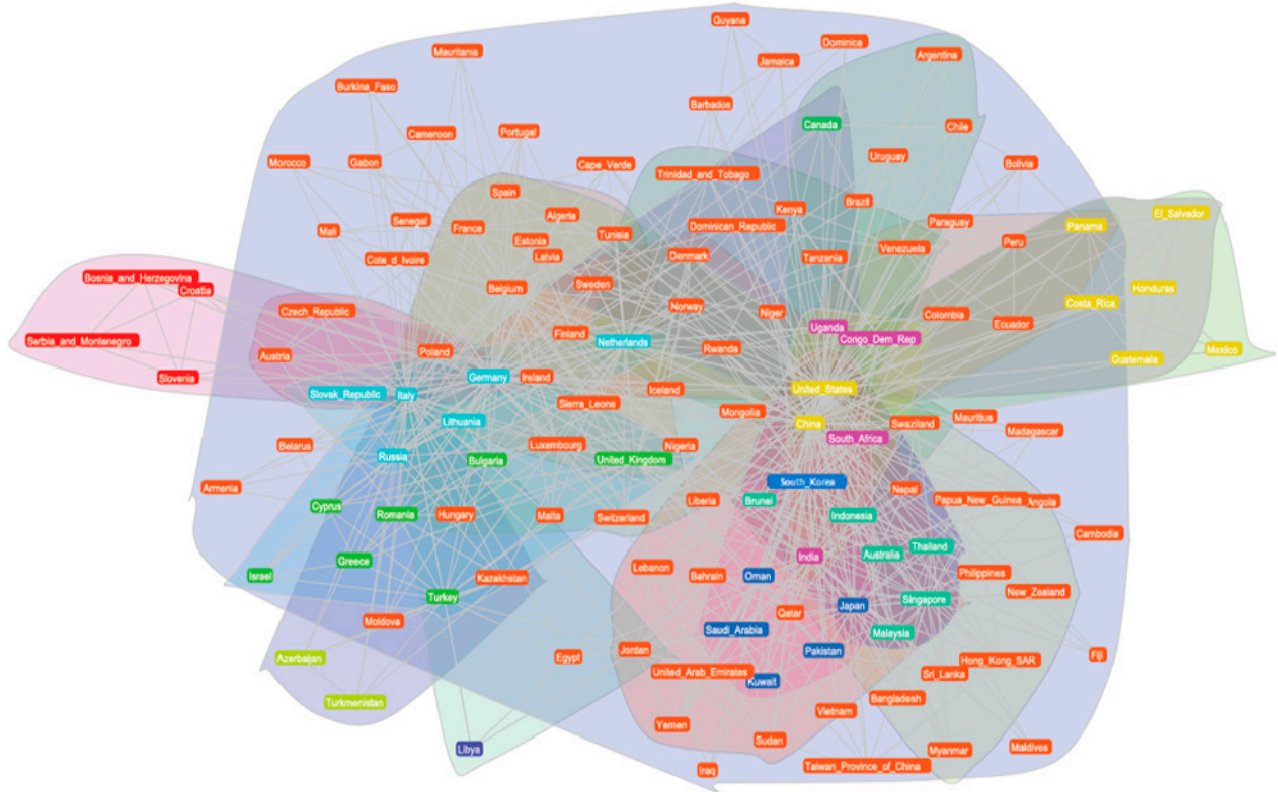 Guyana
Dominica
Mauritania
Argentina
Jamaica
Burkina_Faso
Barbados
Canada
Chile
Portugal
Cameroon
Uruguay
Morocco
Gabon
Cape_Verde
Bolivia
Trinidad_and_Tobago
Spain
Brazil
Kenya
El_Salvador
Algeria
Senegal
Paraguay
Dominican_Republic
Panama
France
Mali
Tunisia
Estonia
Peru
Venezuela
Latvia
Denmark
Tanzania
Cote_d_Ivoire
Bosnia_and_Herzegovina
Sweden
Belgium
Honduras
Croatia
Costa_Rica
Norway
Czech_Republic
Niger
Colombia
Ecuador
Uganda
Finland
Congo_Dem_Rep
Serbia_and_Montenegro
Netherlands
Rwanda
Mexico
Poland
Austria
Guatemala
Germany
Ireland
Slovenia
United_States
Iceland
Slovak_Republic
Italy
Sierra_Leone
Mongolia
Mauritius
Lithuania
China
Swaziland
Madagascar
South_Africa
Luxembourg
Belarus
Nigeria
Russia
Bulgaria
United_Kingdom
South_Korea
Armenia
Nepal
Liberia
Brunei
Papua_New_Guinea
Angola
Cyprus
Romania
Hungary
Malta
Switzerland
Indonesia
Cambodia
Thailand
Australia
India
Greece
Lebanon
Philippines
Israel
Bahrain
Oman
Kazakhstan
New_Zealand
Turkey
Singapore
Japan
Qatar
Moldova
Saudi_Arabia
Malaysia
Jordan
Pakistan
Fiji
Azerbaijan
Egypt
Hong_Kong_SAR
United_Arab_Emirates
Sri_Lanka
Kuwait
Bangladesh
Turkmenistan
Vietnam
Yemen
Sudan
Libya
Maldives
Myanmar
Taiwan_Province_of_China
Iraq